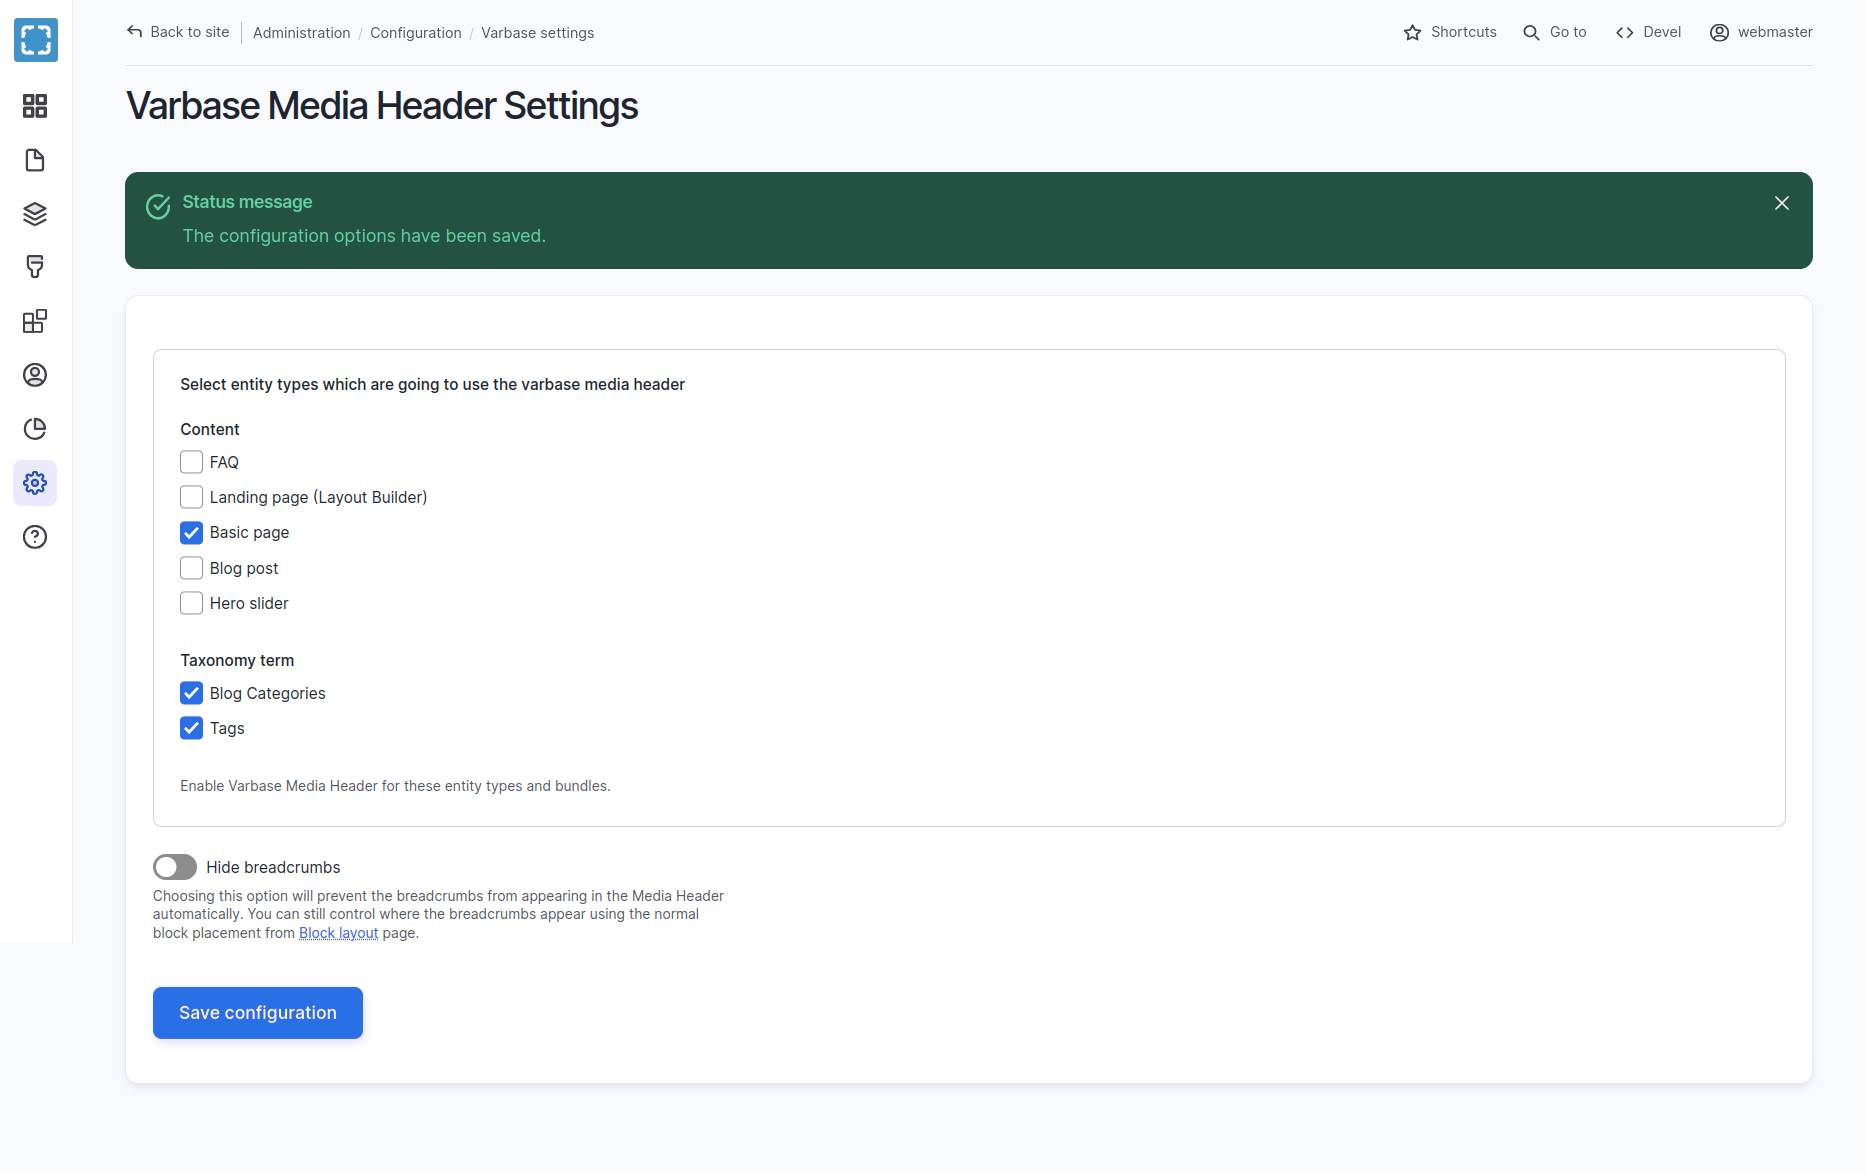 Back to site
Administration / Configuration / Varbase settings
Shortcuts
Go to
Devel
webmaster
Varbase Media Header Settings
Status message
The configuration options have been saved.
Select entity types which are going to use the varbase media header
Content
FAQ
Landing page (Layout Builder)
Basic page
Blog post
Hero slider
Taxonomy term
Blog Categories
Tags
Enable Varbase Media Header for these entity types and bundles.
Hide breadcrumbs
Choosing this option will prevent the breadcrumbs from appearing in the Media Header
automatically. You can still control where the breadcrumbs appear using the normal
block placement from Block layout page.
Save configuration